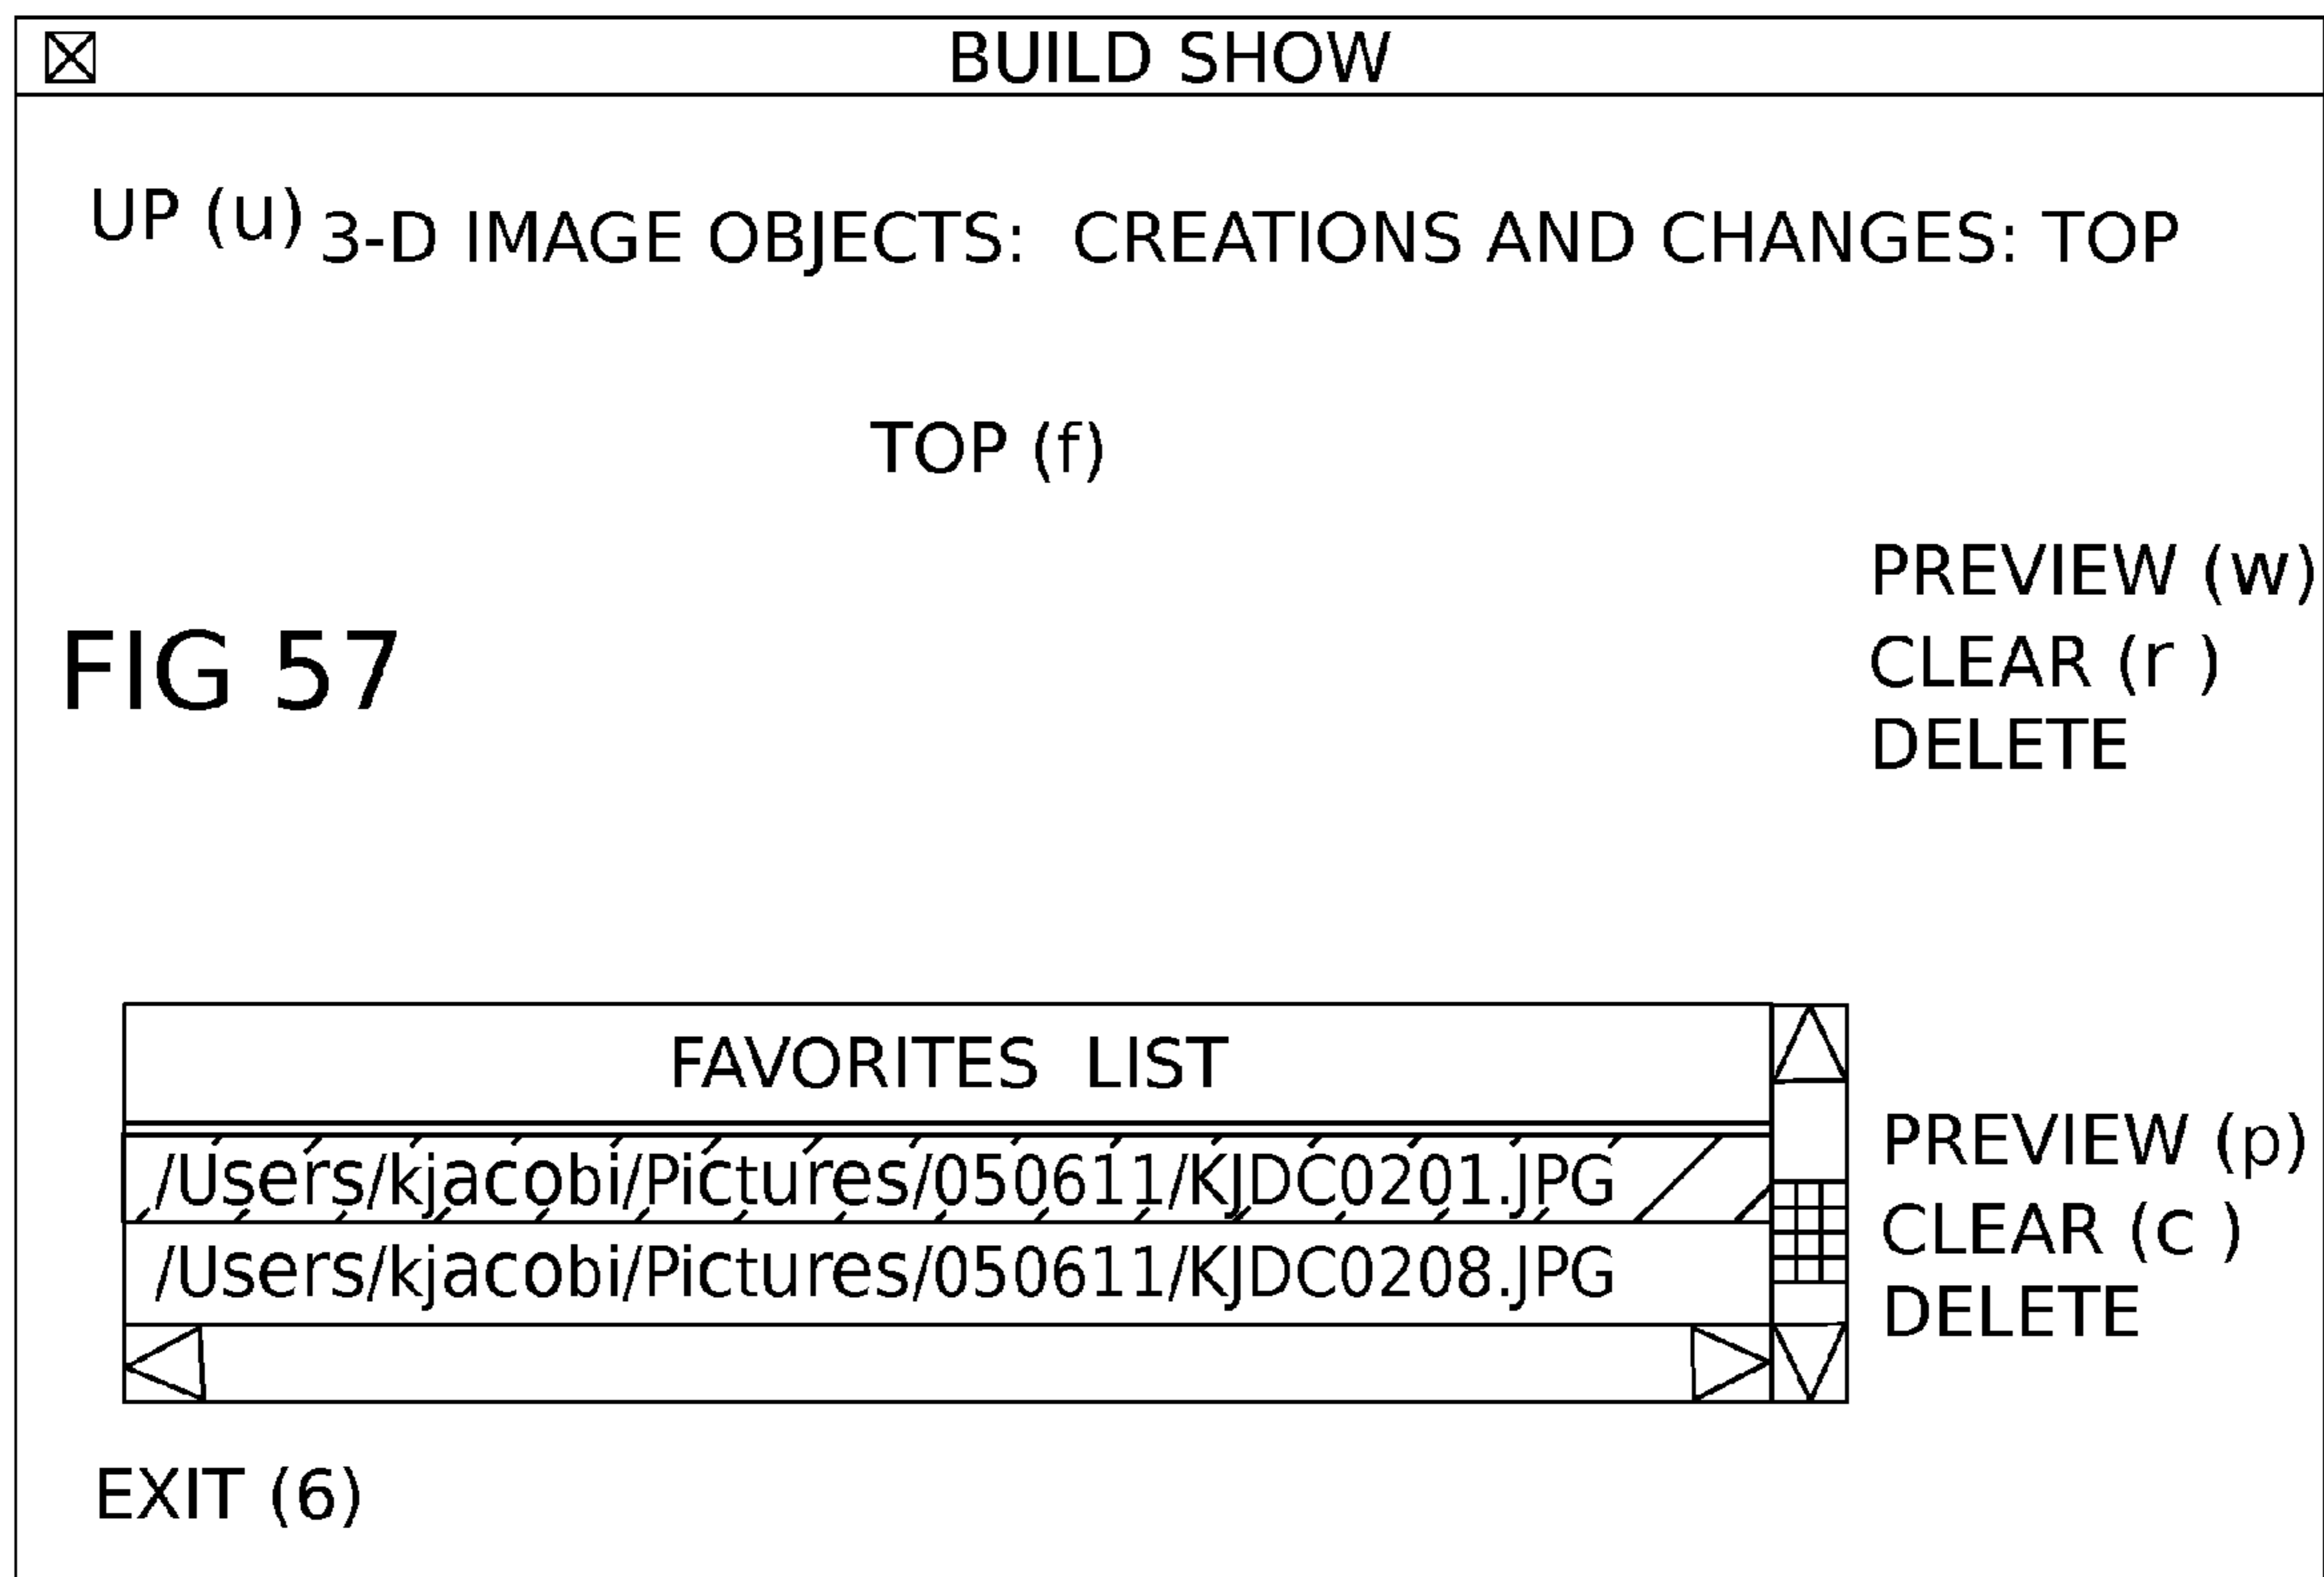 BUILD SHOW
UP (u) 3-D IMAGE OBJECTS: CREATIONS AND CHANGES: TOP
TOP (f)
PREVIEW (w)
CLEAR (r )
FIG 57
DELETE
FAVORITES LIST
/Users/kjacobi/Pictures/050611/KJDC0201.JPG
PREVIEW (p)
/Users/kjacobi/Pictures/050611/KJDC0208.JPG
CLEAR (c )
DELETE
EXIT (6)